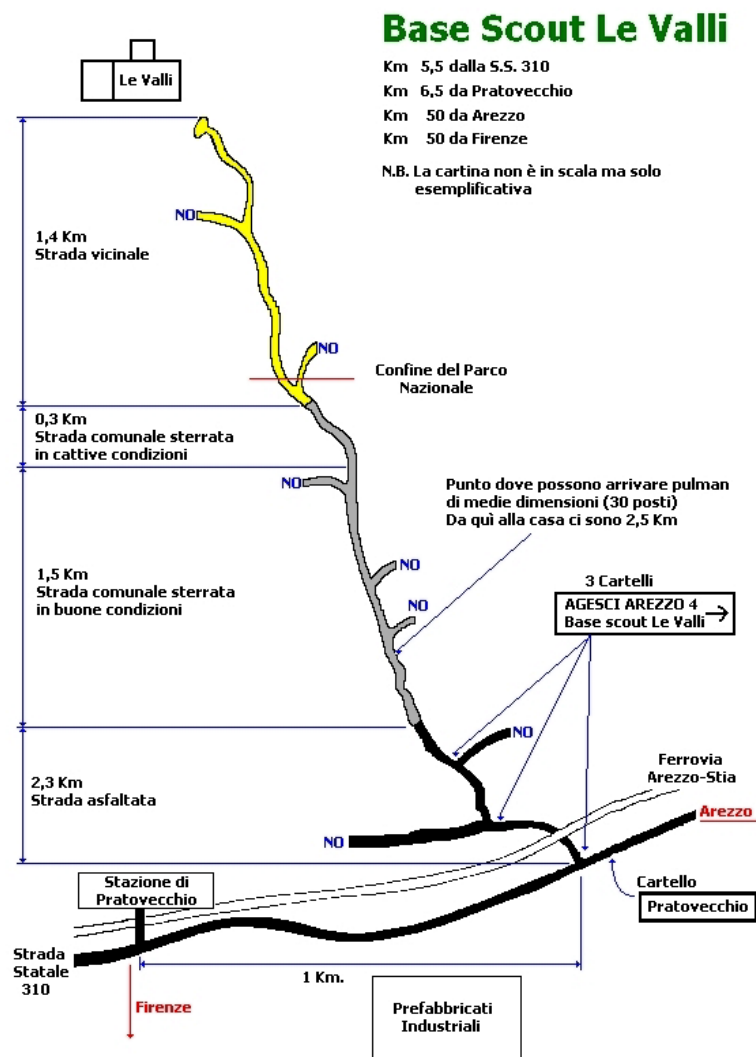 Base Scout Le Valli
Km 5,5 dalla S.S. 310
Km 6,5 da Pratovecchio
Km 50 da Arezzo
Km 50 da Firenze
N.B. La cartina non è in scala ma solo
esemplificativa
Le Valli
NO
1,4 Km
Strada vicinale
NO
Confine del Parco
Nazionale
0,3 Km
Strada comunale sterrata
in cattive condizioni
NO
Punto dove possono arrivare pulman
di medie dimensioni (30 posti)
Da quì alla casa ci sono 2,5 Km
NO
1,5 Km
Strada comunale sterrata
in buone condizioni
NO
3 Cartelli
AGESCI AREZZO 4
Base scout Le Valli
NO
2,3 Km
Strada asfaltata
Ferrovia
Arezzo-Stia
Arezzo
NO
Stazione di
Pratovecchio
Cartello
Pratovecchio
Strada
Statale
310
1 Km.
Firenze
Prefabbricati
Industriali